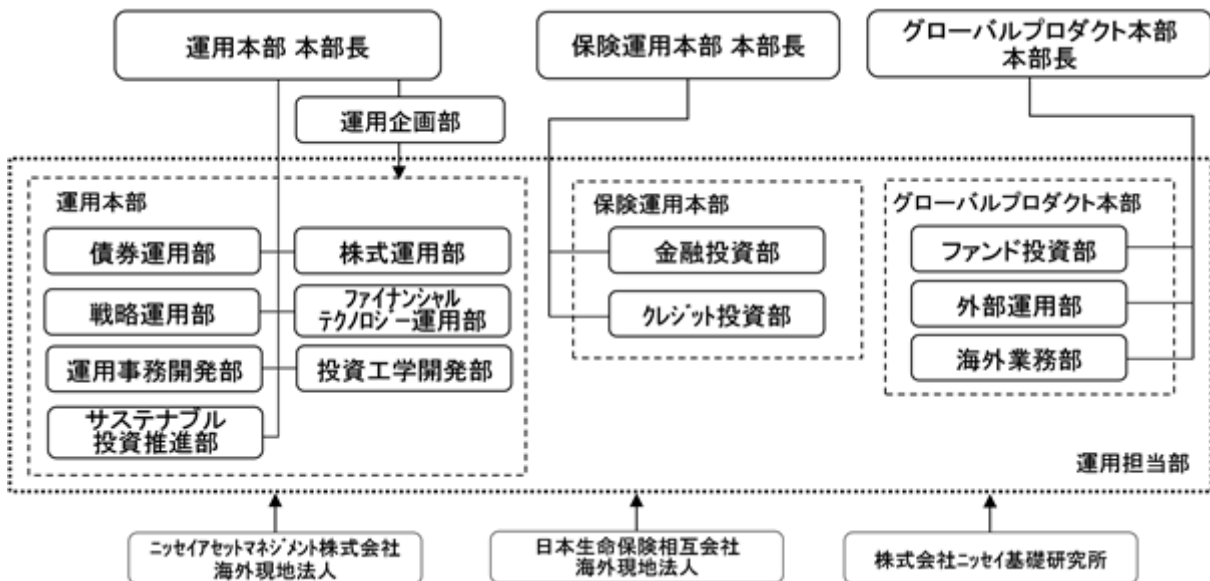 運用本部 本部長
保険運用本部 本部長
グローバルプロダクト本部
本部長
運用企画部
運用本部
債券運用部
株式運用部
戦略運用部
ファイナンシャル
テクノロジー運用部
運用事務開発部
投資工学開発部
サステナブル
投資推進部
保険運用本部
金融投資部
クレジット投資部
グローバルプロダクト本部
ファンド投資部
外部運用部
海外業務部
運用担当部
ニッセイアセットマネジメント株式会社
海外現地法人
日本生命保険相互会社
海外現地法人
株式会社ニッセイ基礎研究所